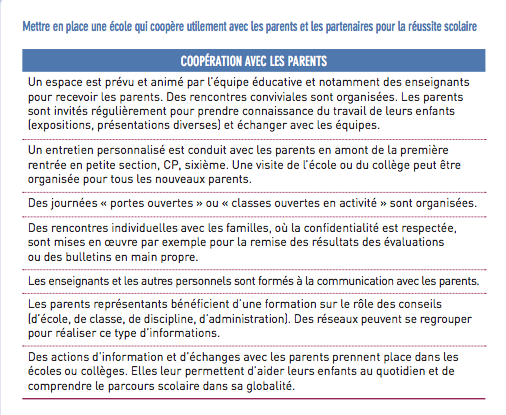 Mettre en place une école qui coopère utilement avec les parents et les partenaires pour la réussite scolaire
COOPÉRATION AVEC LES PARENTS
Un espace est prévu et animé par l'équipe éducative et notamment des enseignants
pour recevoir les parents. Des rencontres conviviales sont organisées. Les parents
sont invités régulièrement pour prendre connaissance du travail de leurs enfants
(expositions, présentations diverses) et échanger avec les équipes.
Un entretien personnalisé est conduit avec les parents en amont de la première
rentrée en petite section, CP, sixième. Une visite de l'école ou du collège peut être
organisée pour tous les nouveaux parents.
Des journées « portes ouvertes » ou « classes ouvertes en activité » sont organisées.
Des rencontres individuelles avec les familles, où la confidentialité est respectée,
sont mises en œuvre par exemple pour la remise des résultats des évaluations
ou des bulletins en main propre.
Les enseignants et les autres personnels sont formés à la communication avec les parents.
Les parents représentants bénéficient d'une formation sur le rôle des conseils
(d'école, de classe, de discipline, d'administration). Des réseaux peuvent se regrouper
pour réaliser ce type d'informations.
Des actions d'information et d'échanges avec les parents prennent place dans les
écoles ou collèges. Elles leur permettent d'aider leurs enfants au quotidien et de
comprendre le parcours scolaire dans sa globalité.